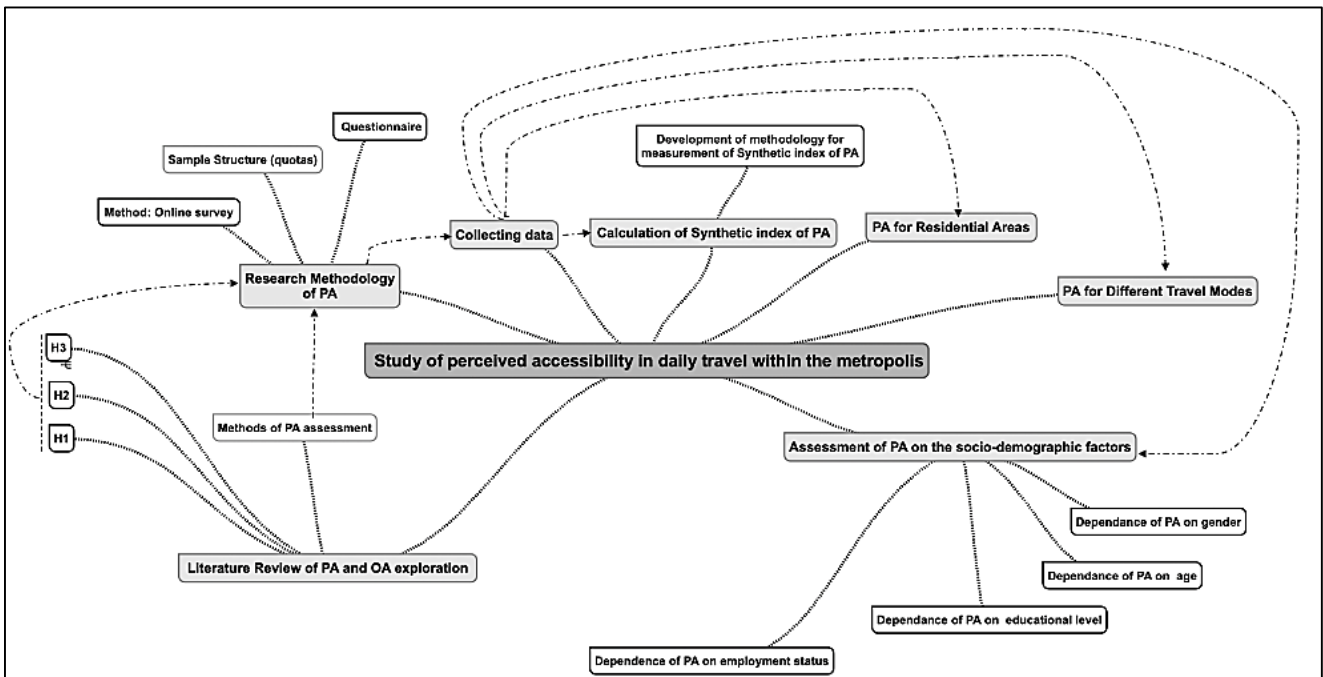 Questionnaire
Sample Structure (quotas)
Method: Online survey
Research Methodology
of PA
Collecting data
Development of methodology for
measurement of Synthetic index of PA
Calculation of Synthetic index of PA
PA for Residential Areas
PA for Different Travel Modes
Study of perceived accessibility in daily travel within the metropolis
H3
H2
H1
Methods of PA assessment
Literature Review of PA and OA exploration
Assessment of PA on the socio-demographic factors
Dependance of PA on gender
Dependance of PA on age
Dependance of PA on educational level
Dependence of PA on employment status